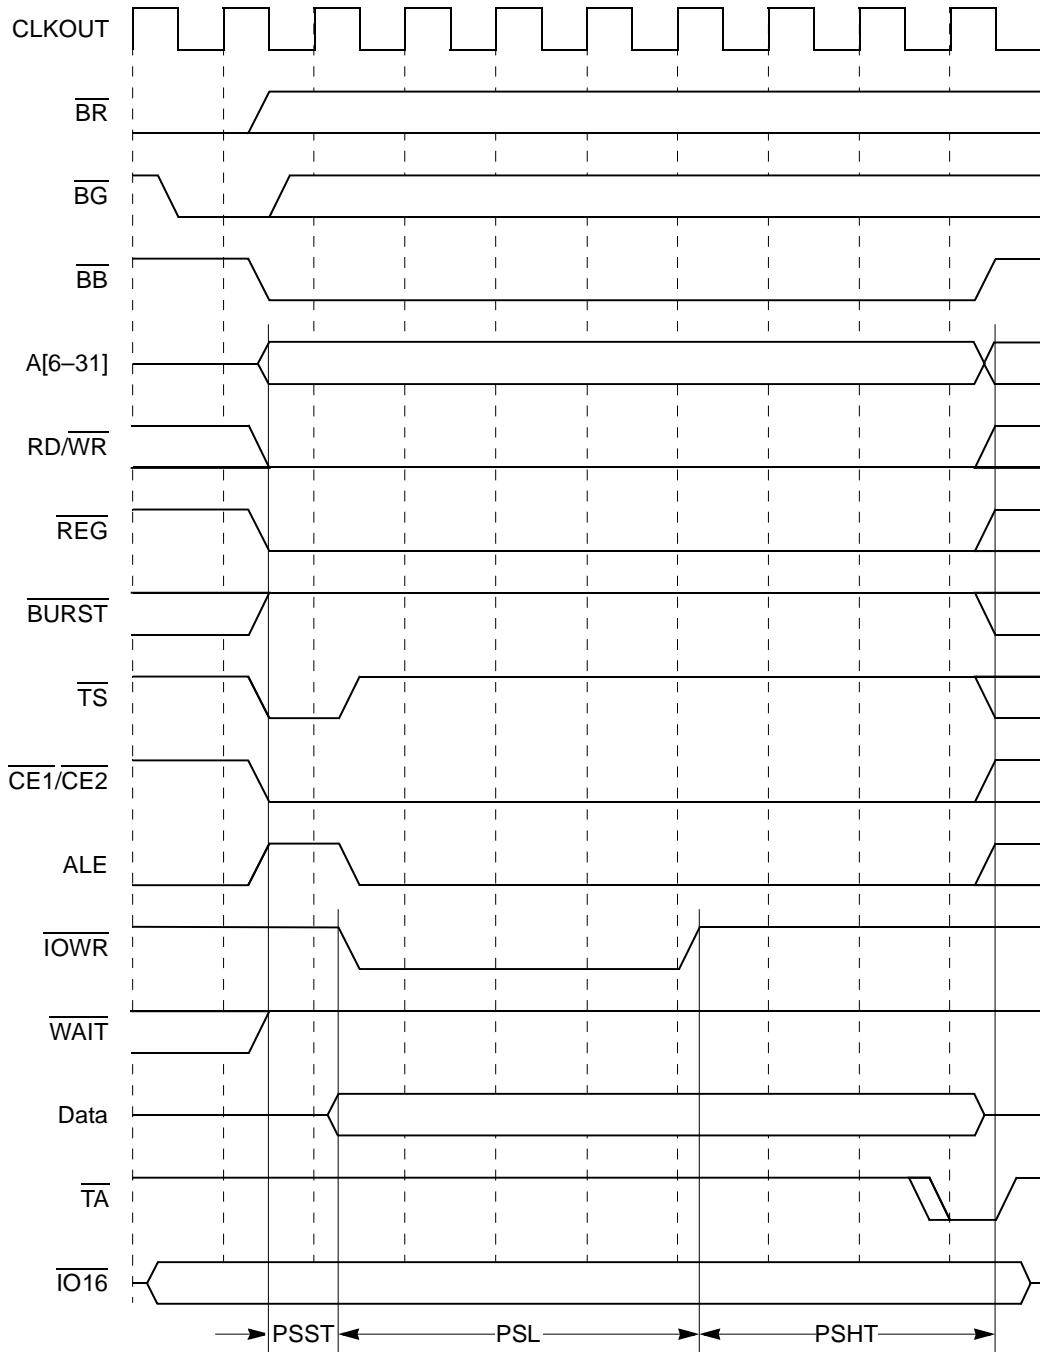 CLKOUT
BR
BG
BB
A[6–31]
RD/WR
REG
BURST
TS
CE1/CE2
ALE
IOWR
WAIT
Data
TA
IO16
PSST
PSL
PSHT